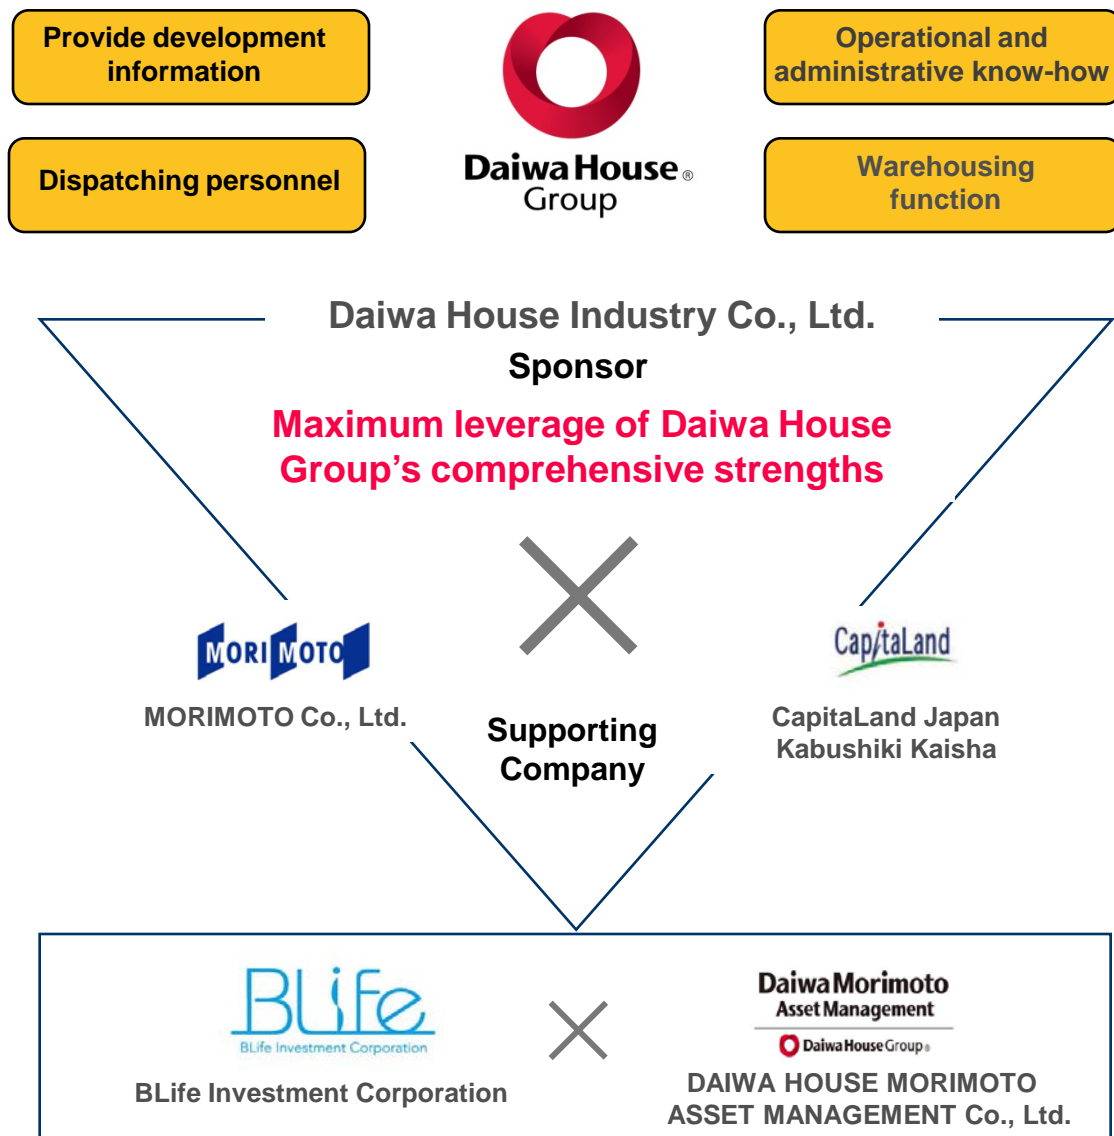 Provide development
information
Operational and
administrative know-how
Dispatching personnel
Warehousing
function
Daiwa House®
Group
Daiwa House Industry Co., Ltd.
Sponsor
Maximum leverage of Daiwa House
Group’s comprehensive strengths
MORIMOTO
MORIMOTO Co., Ltd.
Supporting
Company
CapitaLand
CapitaLand Japan
Kabushiki Kaisha
BLife
BLife Investment Corporation
BLife Investment Corporation
Daiwa Morimoto
Asset Management
Daiwa House Group®
DAIWA HOUSE MORIMOTO
ASSET MANAGEMENT Co., Ltd.